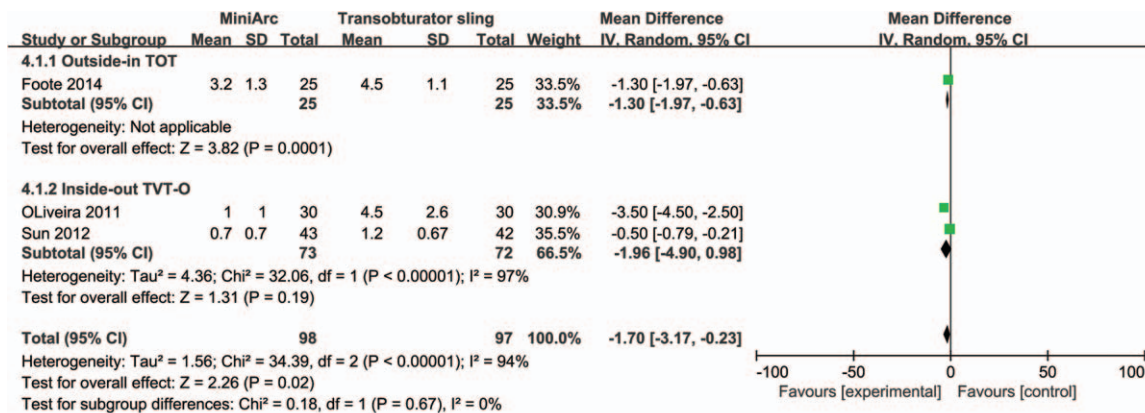 MiniArc Transobturator sling Mean Difference Mean Difference
Study or Subgroup Mean SD Total Mean SD Total Weight IV. Random. 95% CI IV. Random. 95% CI
4.1.1 Outside-in TOT
Foote 2014 3.2 1.3 25 4.5 1.1 25 33.5% -1.30 [-1.97, -0.63]
Subtotal (95% CI) 25 25 33.5% -1.30 [-1.97, -0.63]
Heterogeneity: Not applicable
Test for overall effect: Z = 3.82 (P = 0.0001)
4.1.2 Inside-out TVT-O
OLiveira 2011 1 1 30 4.5 2.6 30 30.9% -3.50 [-4.50, -2.50]
Sun 2012 0.7 0.7 43 1.2 0.67 42 35.5% -0.50 [-0.79, -0.21]
Subtotal (95% CI) 73 72 66.5% -1.96 [-4.90, 0.98]
Heterogeneity: Tau² = 4.36; Chi² = 32.06, df = 1 (P < 0.00001); I² = 97%
Test for overall effect: Z = 1.31 (P = 0.19)
Total (95% CI) 98 97 100.0% -1.70 [-3.17, -0.23]
Heterogeneity: Tau² = 1.56; Chi² = 34.39, df = 2 (P < 0.00001); I² = 94%
Test for overall effect: Z = 2.26 (P = 0.02)
Test for subgroup differences: Chi² = 0.18, df = 1 (P = 0.67), I² = 0%
-100 -50 0 50 100
Favours [experimental] Favours [control]